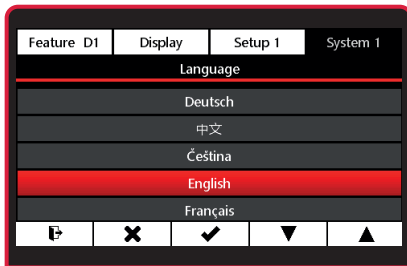 Feature D1 Display Setup 1 System 1
Language
Deutsch
中文
Čeština
English
Français